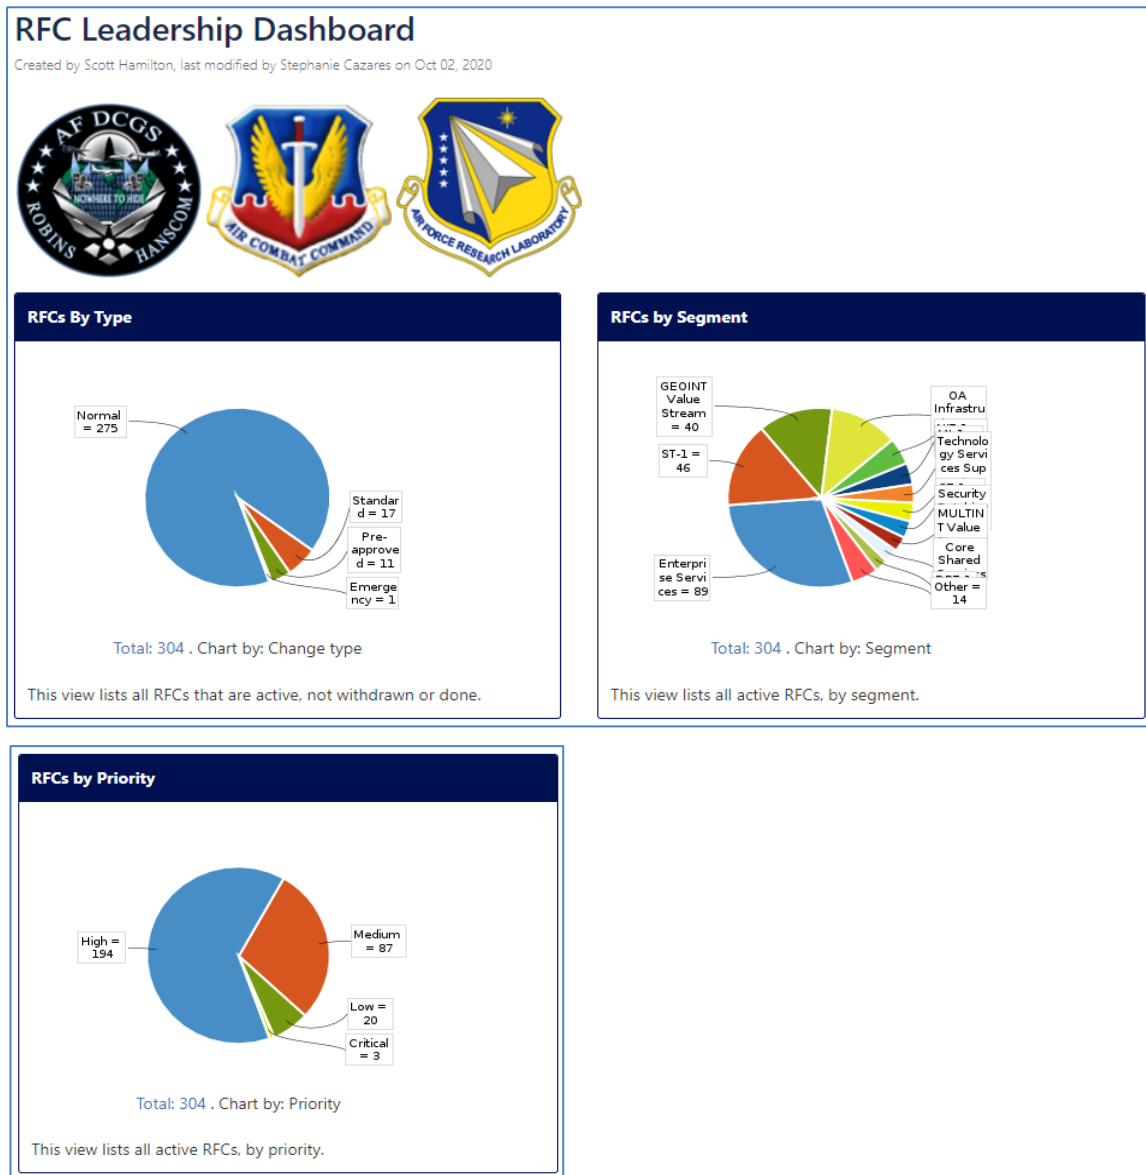 RFC Leadership Dashboard
Created by Scott Hamilton, last modified by Stephanie Cazares on Oct 02, 2020
AF DCGS
NOWHERE TO HIDE
ROBINS
HANSCOM
AIR COMBAT COMMAND
AIR FORCE RESEARCH LABORATORY
RFCs By Type
Normal
= 275
Standar
d = 17
Pre-
approve
d = 11
Emerge
ncy = 1
Total: 304 . Chart by: Change type
This view lists all RFCs that are active, not withdrawn or done.
RFCs by Segment
GEOINT
Value
Stream
= 40
ST-1 =
46
Enterpri
se Servi
ces = 89
OA
Infrastru
Technolo
gy Servi
ces Sup
Security
MULTIN
T Value
Core
Shared
Other =
14
Total: 304 . Chart by: Segment
This view lists all active RFCs, by segment.
RFCs by Priority
High =
194
Medium
= 87
Low =
20
Critical
= 3
Total: 304 . Chart by: Priority
This view lists all active RFCs, by priority.